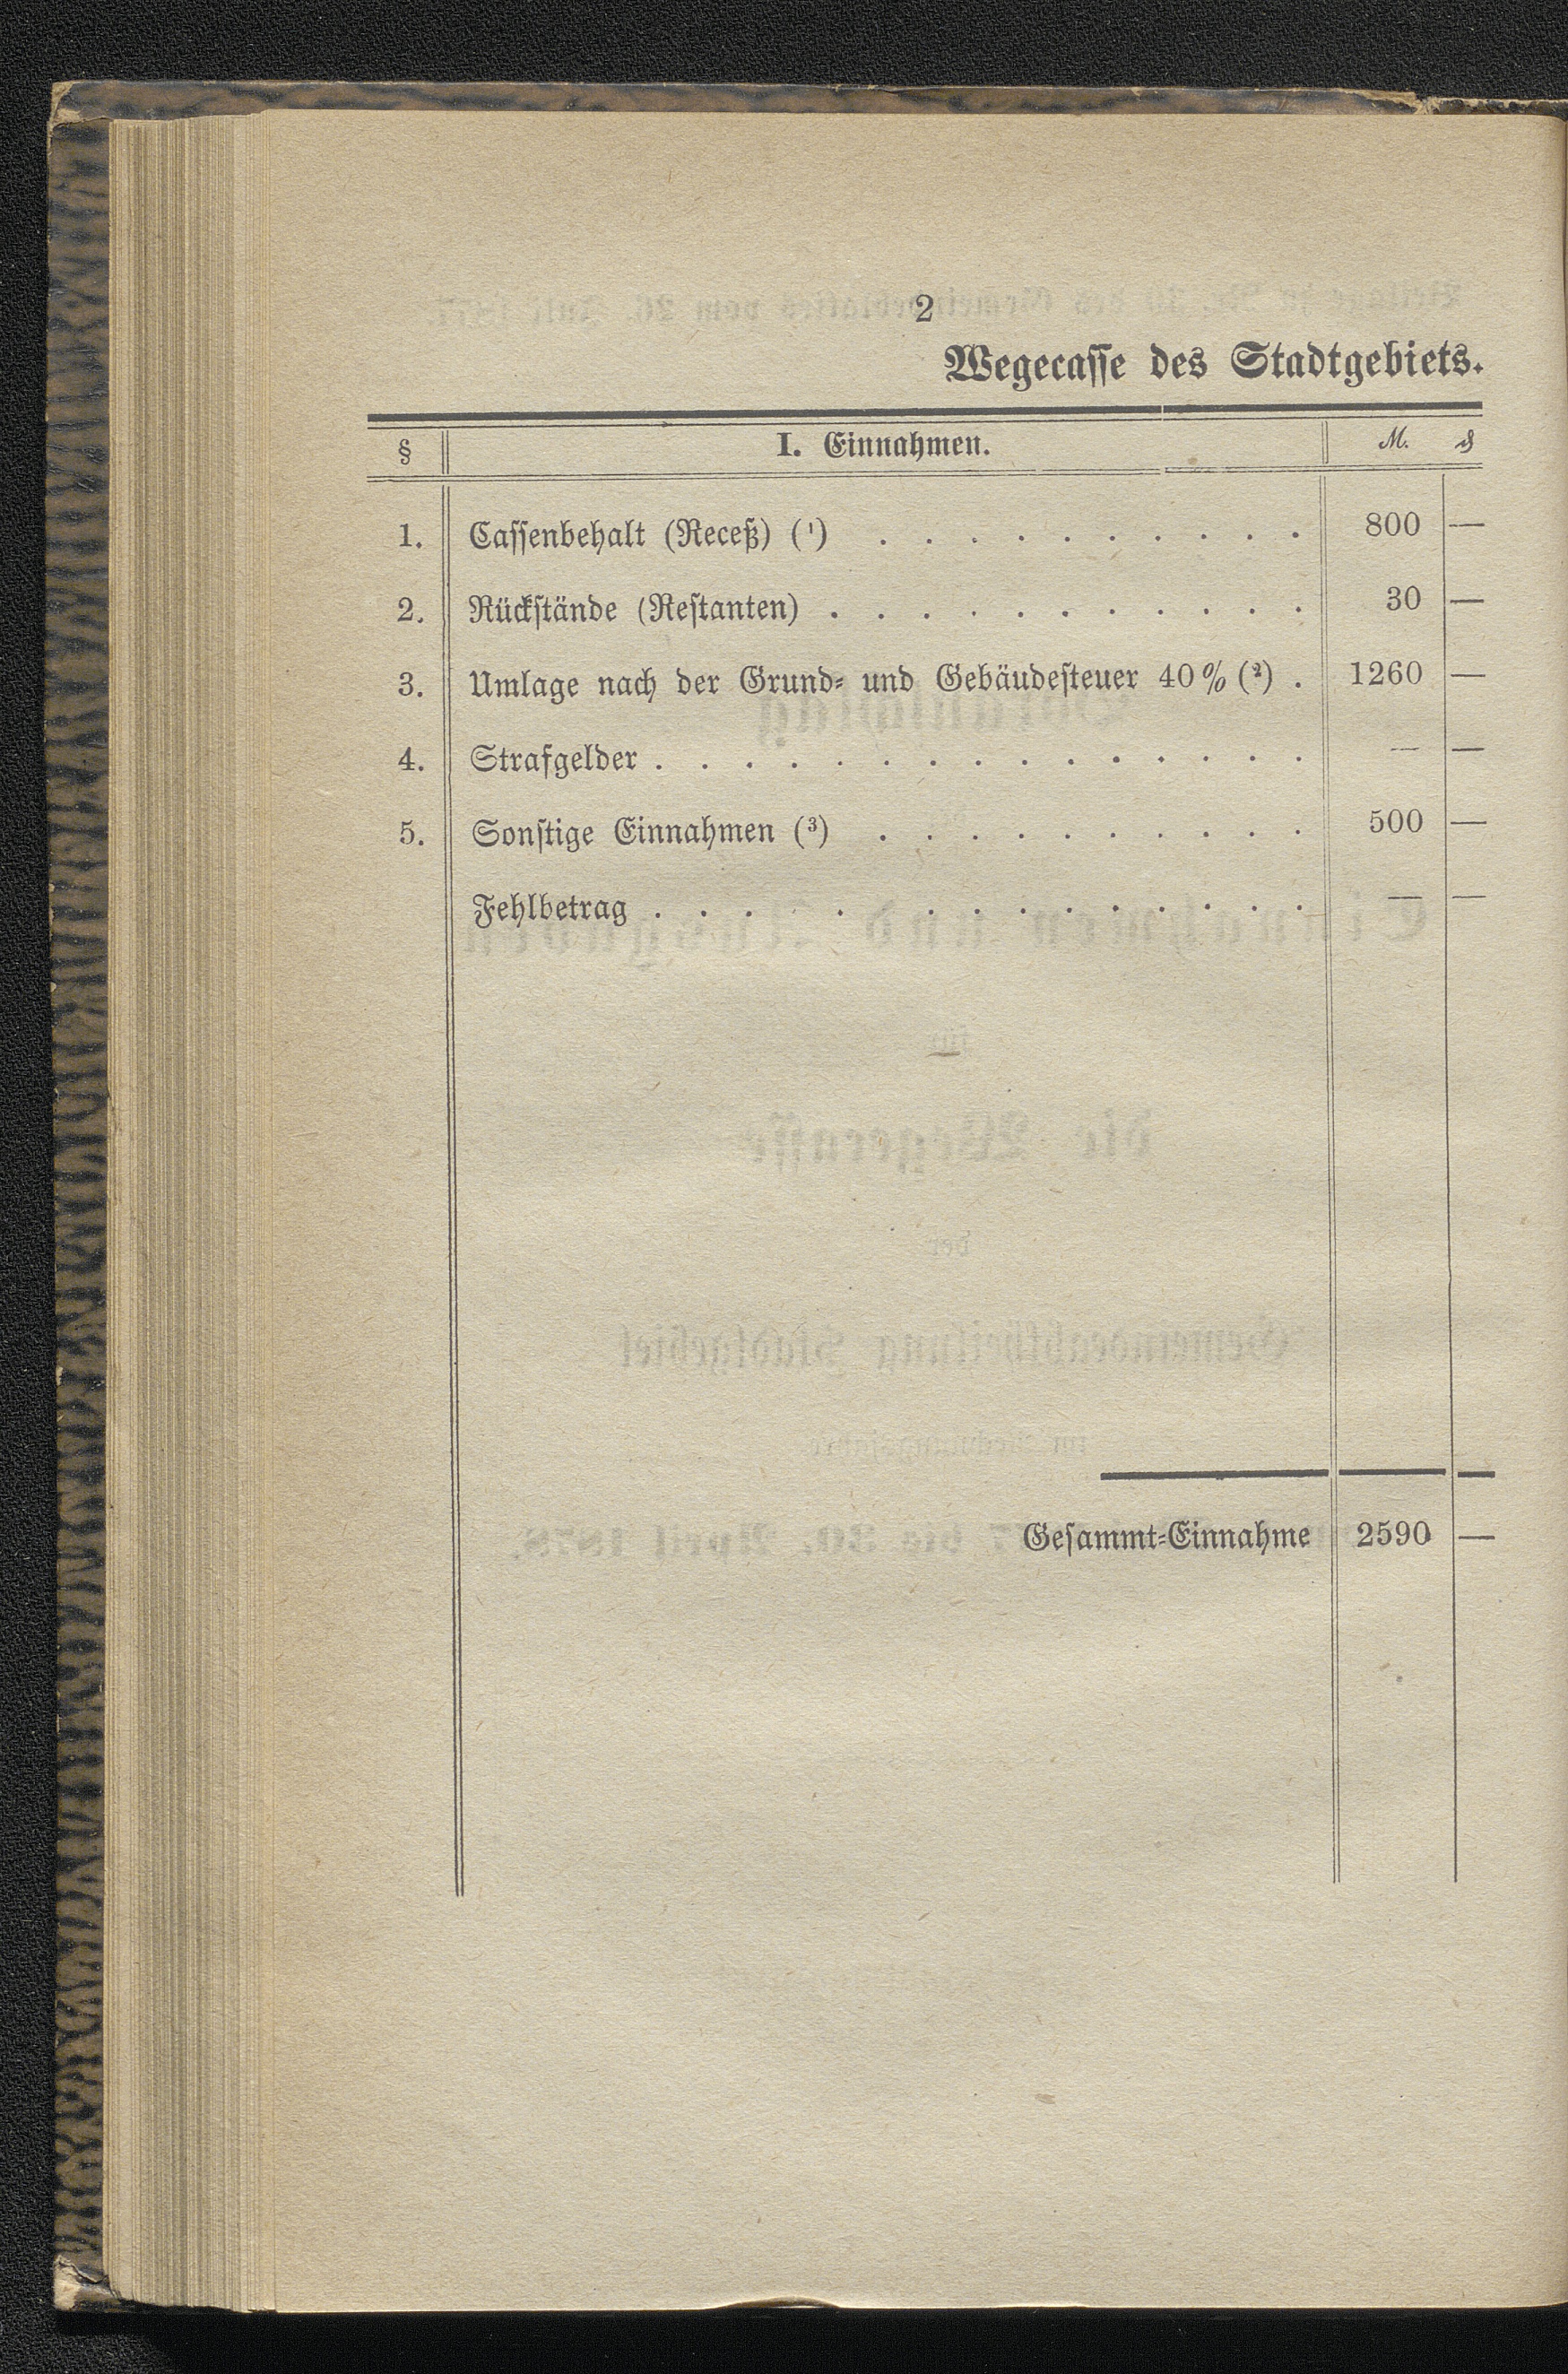 2
Wegecasse des Stadtgebiets.
§ I. Einnahmen. M. ₰
1. Cassenbehalt (Receß) (¹) . . . . . . . . . . 800 —
2. Rückstände (Restanten) . . . . . . . . . . . 30 —
3. Umlage nach der Grund- und Gebäudesteuer 40% (²) . 1260 —
4. Strafgelder . . . . . . . . . . . . . . . — —
5. Sonstige Einnahmen (³) . . . . . . . . . . 500 —
Fehlbetrag . . . . . . . . . . . . . . . — —
Gesammt-Einnahme 2590 —